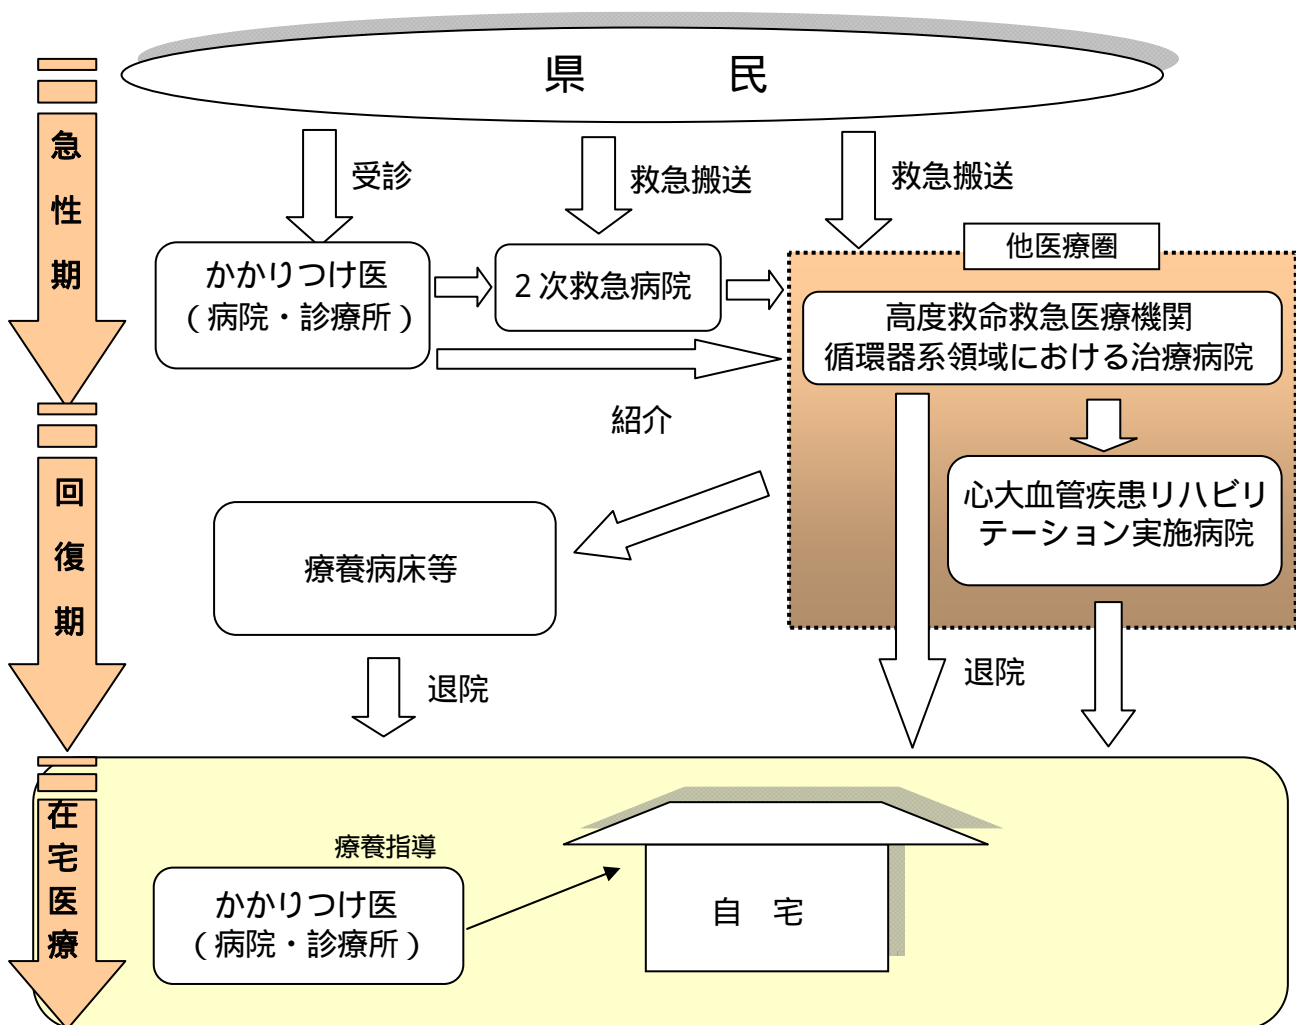 県　民
急性期
受診
救急搬送
救急搬送
他医療圏
かかりつけ医
（病院・診療所）
２次救急病院
高度救命救急医療機関
循環器系領域における治療病院
紹介
回復期
心大血管疾患リハビリ
テーション実施病院
療養病床等
退院
退院
在宅医療
療養指導
かかりつけ医
（病院・診療所）
自　宅